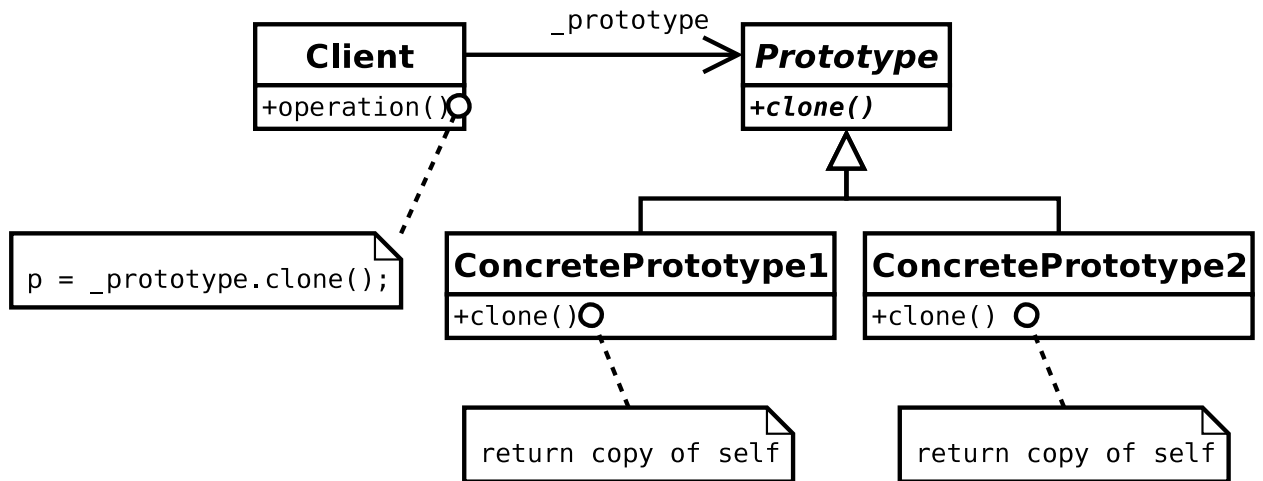 _prototype
Client
Prototype
+operation()
+clone()
p = _prototype.clone();
ConcretePrototype1
ConcretePrototype2
+clone()
+clone()
return copy of self
return copy of self